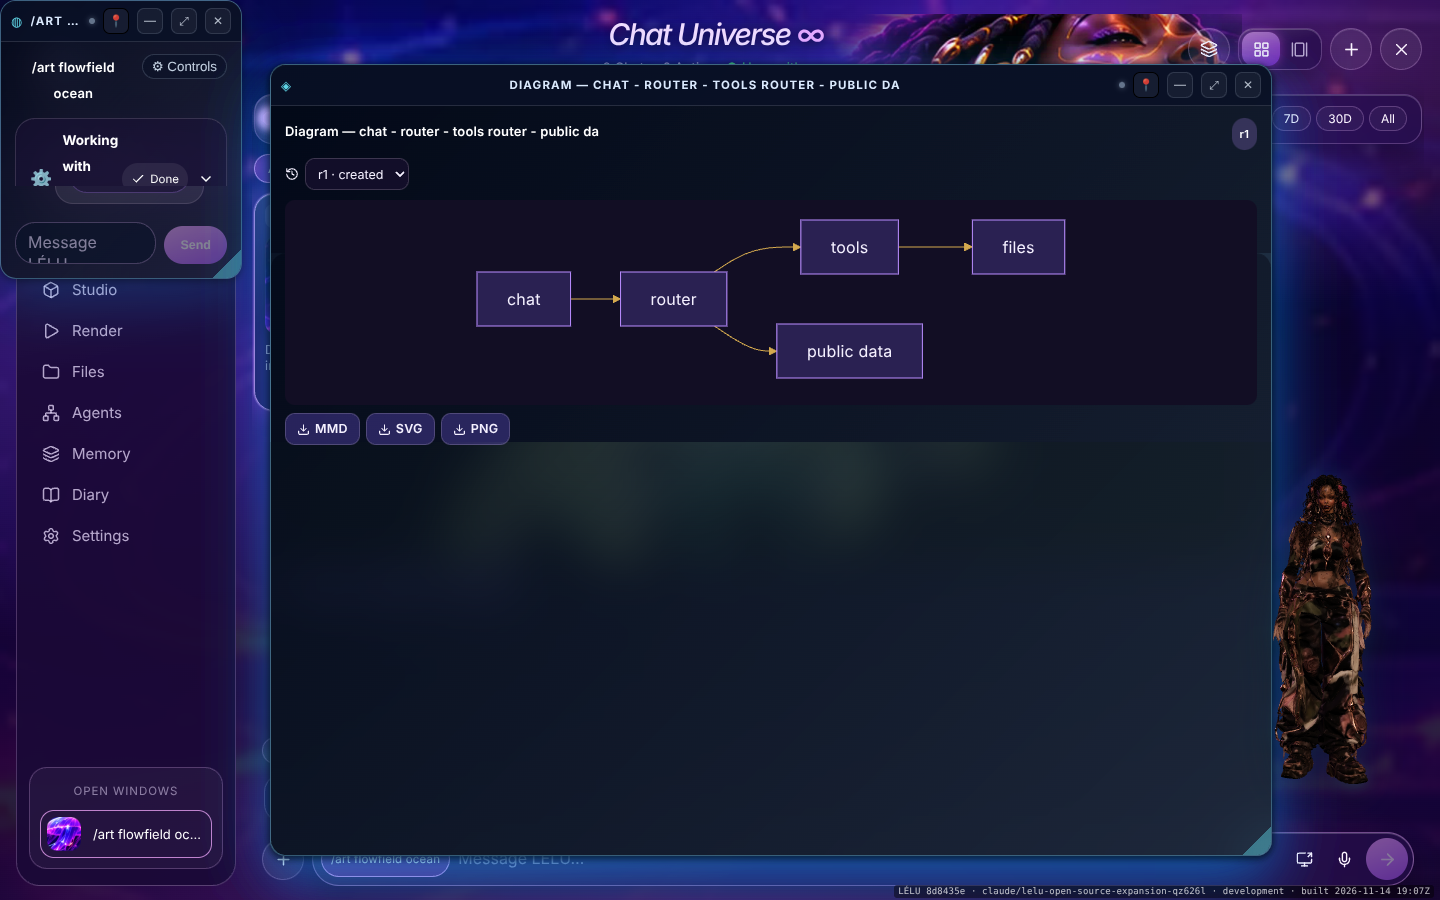 /ART ...
/art flowfield
ocean
Controls
Working
with
Done
Message
LÉLU
Send
Studio
Render
Files
Agents
Memory
Diary
Settings
OPEN WINDOWS
/art flowfield oc...
Chat Universe ∞
7D
30D
All
DIAGRAM — CHAT - ROUTER - TOOLS ROUTER - PUBLIC DA
Diagram — chat - router - tools router - public da
r1
r1 · created
chat
router
tools
files
public data
MMD
SVG
PNG
/art flowfield ocean
Message LÉLU...
LÉLU 8d8435e · claude/lelu-open-source-expansion-qz626l · development · built 2026-11-14 19:07Z